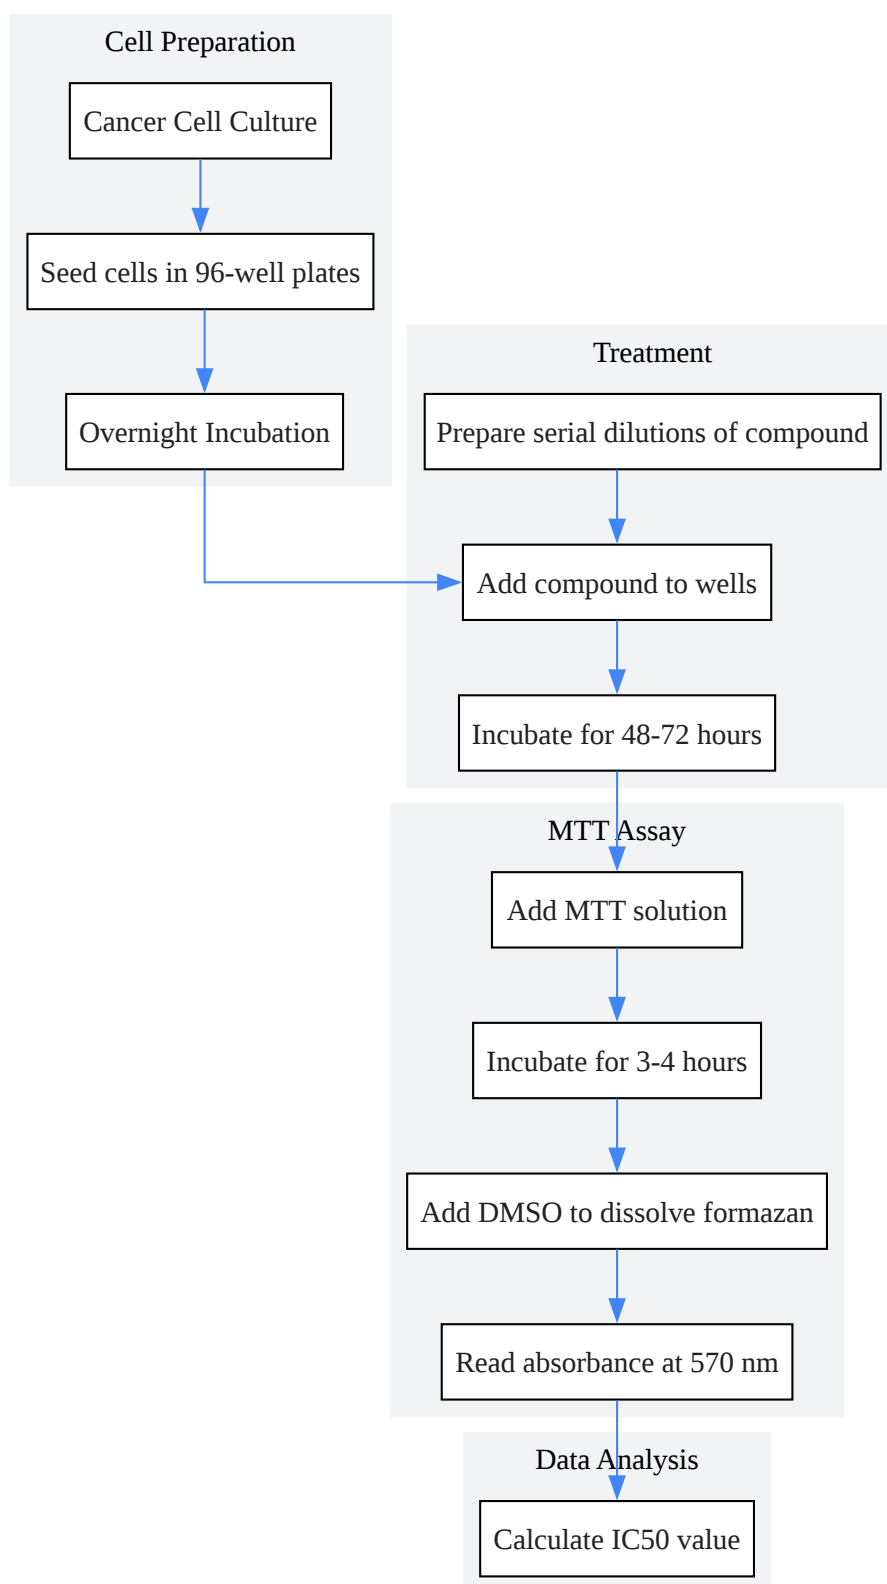 Cell Preparation
Cancer Cell Culture
Seed cells in 96-well plates
Overnight Incubation
Treatment
Prepare serial dilutions of compound
Add compound to wells
Incubate for 48-72 hours
MTT Assay
Add MTT solution
Incubate for 3-4 hours
Add DMSO to dissolve formazan
Read absorbance at 570 nm
Data Analysis
Calculate IC50 value